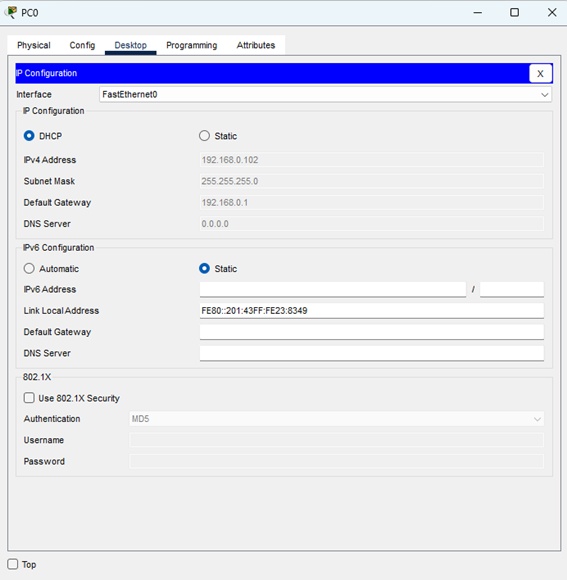 PC0
Physical Config Desktop Programming Attributes
IP Configuration X
Interface FastEthernet0
IP Configuration
DHCP Static
IPv4 Address 192.168.0.102
Subnet Mask 255.255.255.0
Default Gateway 192.168.0.1
DNS Server 0.0.0.0
IPv6 Configuration
Automatic Static
IPv6 Address /
Link Local Address FE80::201:43FF:FE23:8349
Default Gateway
DNS Server
802.1X
Use 802.1X Security
Authentication MD5
Username
Password
Top